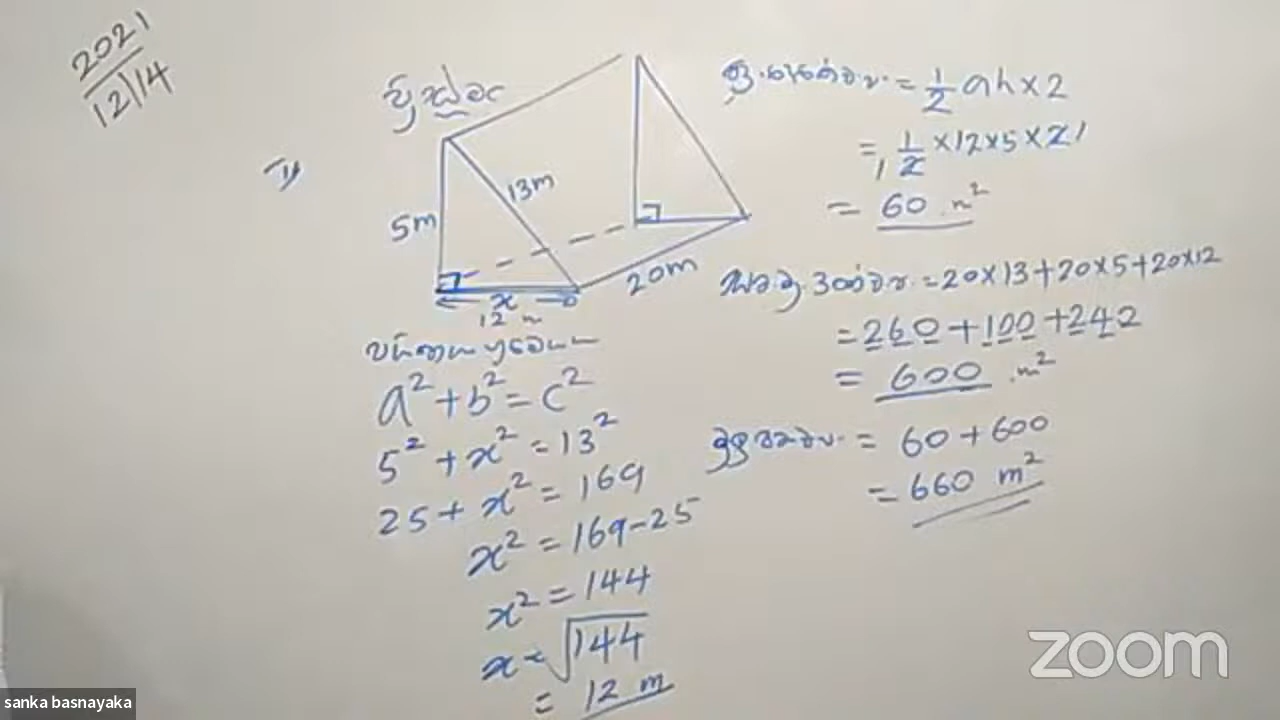 2021
12/14
ප්‍රිස්ම
1)
5m
13m
20m
x
12 m
a² + b² = c²
5² + x² = 13²
25 + x² = 169
x² = 169 - 25
x² = 144
x = √144
= 12 m
= 1/2 ah × 2
= 1/2 × 12 × 5 × 2
= 60 m²
= 20×13 + 20×5 + 20×12
= 260 + 100 + 240
= 600 m²
= 60 + 600
= 660 m²
zoom
sanka basnayaka